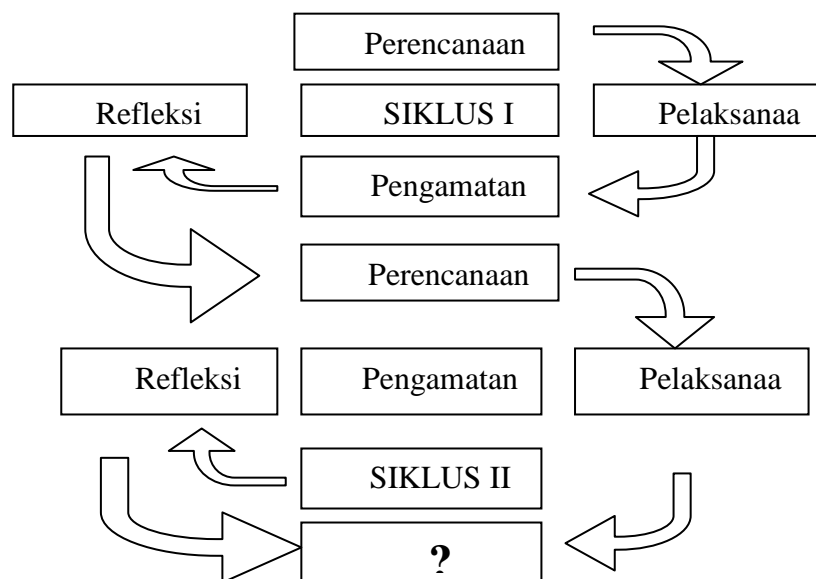 Perencanaan
Refleksi
SIKLUS I
Pelaksanaa
Pengamatan
Perencanaan
Refleksi
Pengamatan
Pelaksanaa
SIKLUS II
?